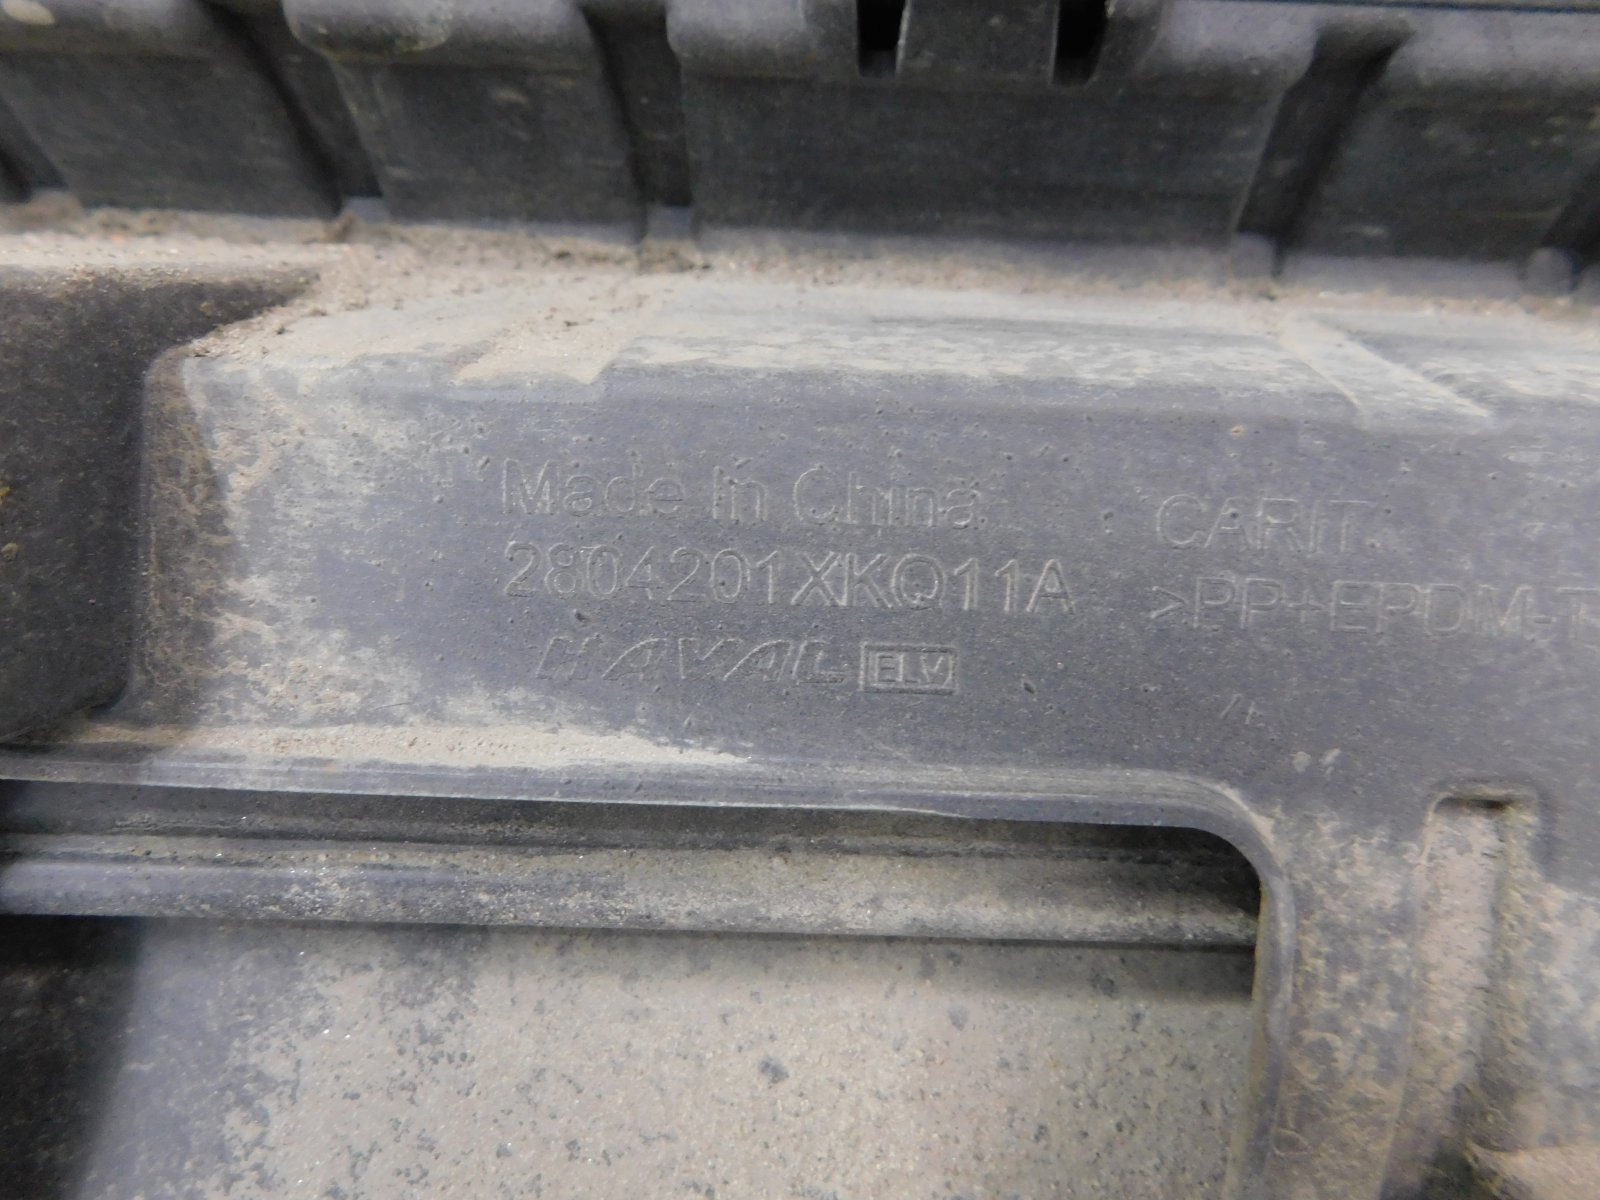 Made In China
2804201XKQ11A
HAVAL ELV
CARIT
>PP+EPDM-T